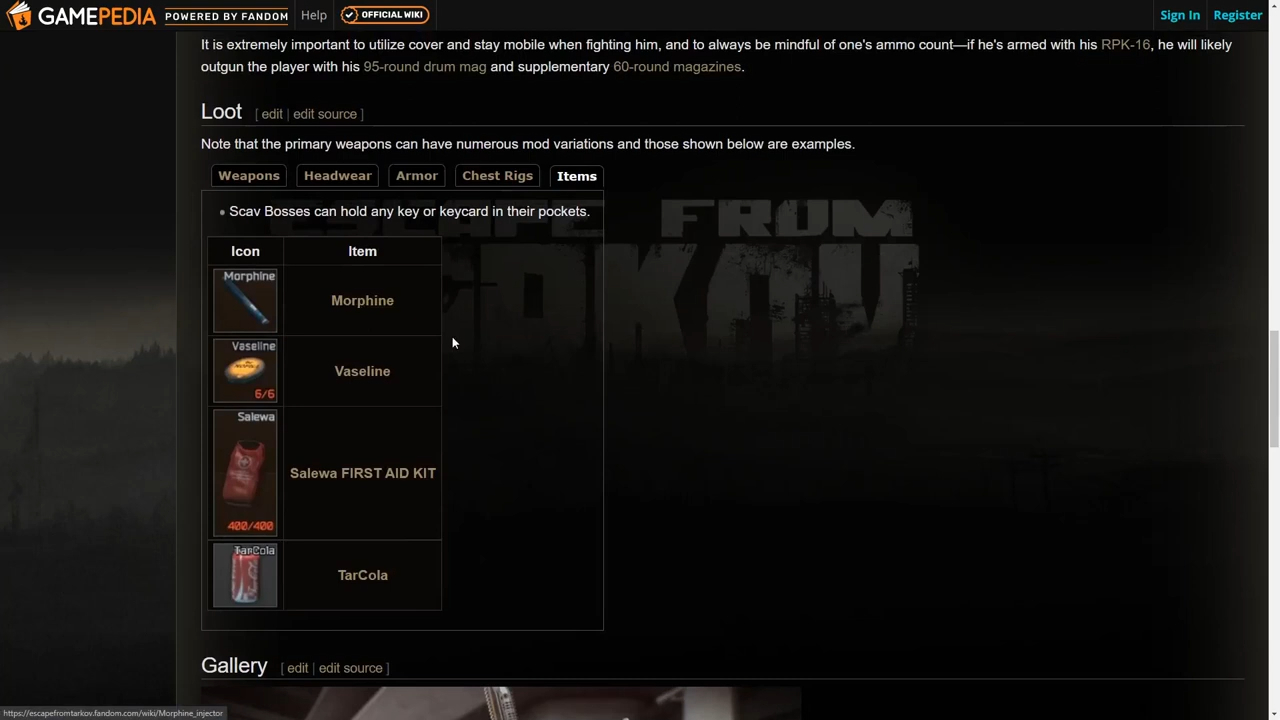 GAMEPEDIA POWERED BY FANDOM Help OFFICIAL WIKI Sign In Register
It is extremely important to utilize cover and stay mobile when fighting him, and to always be mindful of one's ammo count—if he's armed with his RPK-16, he will likely
outgun the player with his 95-round drum mag and supplementary 60-round magazines.
Loot [ edit | edit source ]
Note that the primary weapons can have numerous mod variations and those shown below are examples.
Weapons Headwear Armor Chest Rigs Items
• Scav Bosses can hold any key or keycard in their pockets.
ESCAPE FROM
Icon Item
Morphine
Morphine
Vaseline
Vaseline
6/6
Salewa
Salewa FIRST AID KIT
400/400
TarCola
TarCola
Gallery [ edit | edit source ]
https://escapefromtarkov.fandom.com/wiki/Morphine_injector